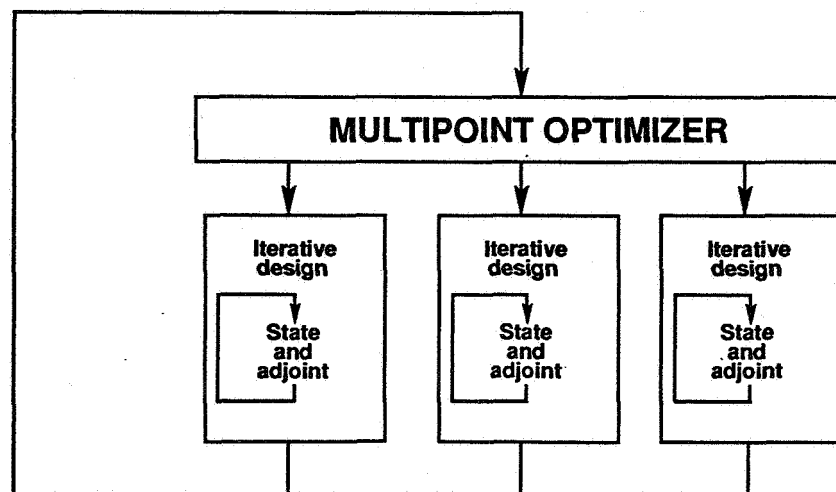 MULTIPOINT OPTIMIZER
Iterative
design
State
and
adjoint
Iterative
design
State
and
adjoint
Iterative
design
State
and
adjoint